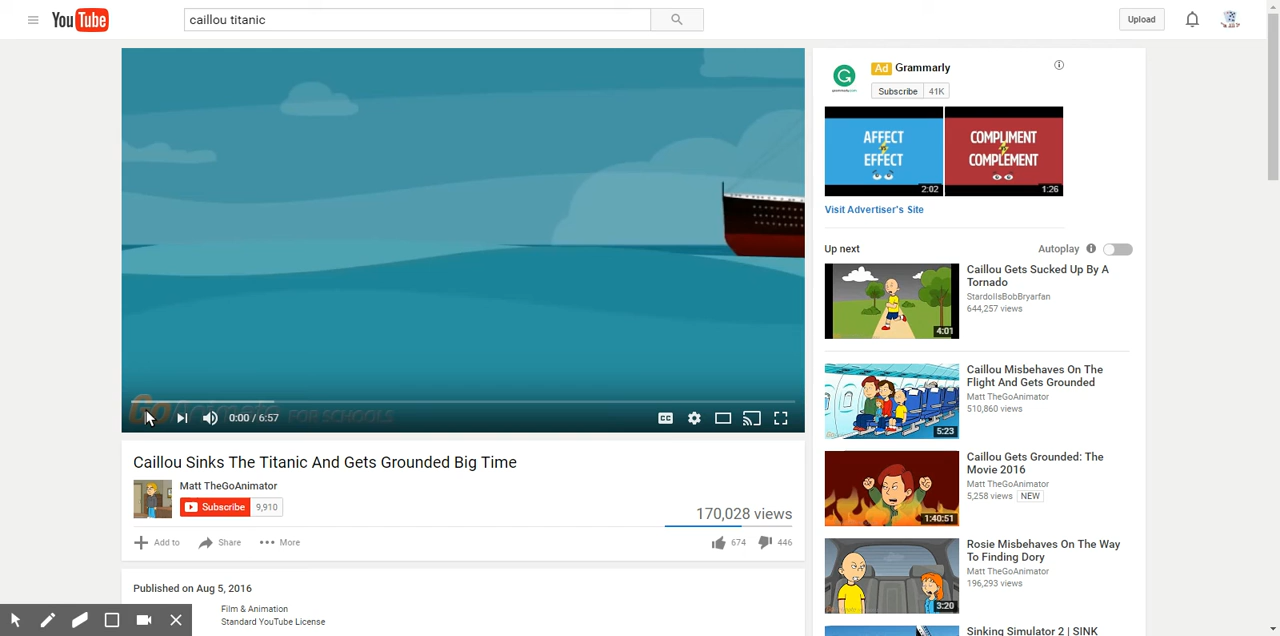 YouTube
caillou titanic
Upload
GoAnimate FOR SCHOOLS
0:00 / 6:57
CC
Caillou Sinks The Titanic And Gets Grounded Big Time
Matt TheGoAnimator
Subscribe 9,910
170,028 views
Add to Share More
674 446
Published on Aug 5, 2016
Film & Animation
Standard YouTube License
Ad Grammarly
Subscribe 41K
AFFECT
EFFECT
2:02
COMPLIMENT
COMPLEMENT
1:26
Visit Advertiser's Site
Up next
Autoplay
Caillou Gets Sucked Up By A
Tornado
StardollsBobBryarfan
644,257 views
4:01
Caillou Misbehaves On The
Flight And Gets Grounded
Matt TheGoAnimator
510,860 views
5:23
Caillou Gets Grounded: The
Movie 2016
Matt TheGoAnimator
5,258 views NEW
1:40:51
Rosie Misbehaves On The Way
To Finding Dory
Matt TheGoAnimator
196,293 views
3:20
Sinking Simulator 2 | SINK